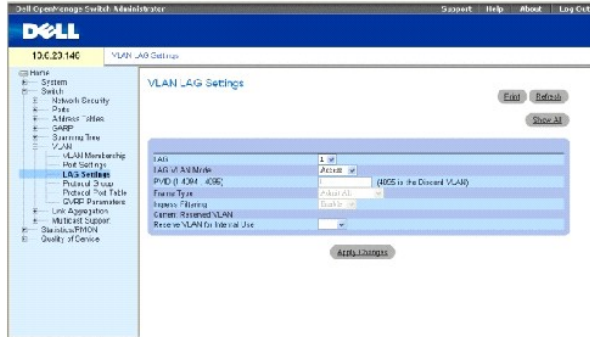 Dell OpenManage Switch Administrator
Support Help About Log Out
DELL
10.6.23.146
VLAN LAG Settings
Home
System
Switch
Network Security
Ports
Address Tables
GARP
Spanning Tree
VLAN
VLAN Membership
Port Settings
LAG Settings
Protocol Group
Protocol Port Table
GVRP Parameters
Link Aggregation
Multicast Support
Statistics/RMON
Quality of Service
VLAN LAG Settings
Print Refresh
Show All
LAG 1
LAG VLAN Mode
PVID (1-4094, 4095) (4095 is the Discard VLAN)
Frame Type Admit All
Ingress Filtering Enable
Current Reserved VLAN
Reserve VLAN for Internal Use
Apply Changes